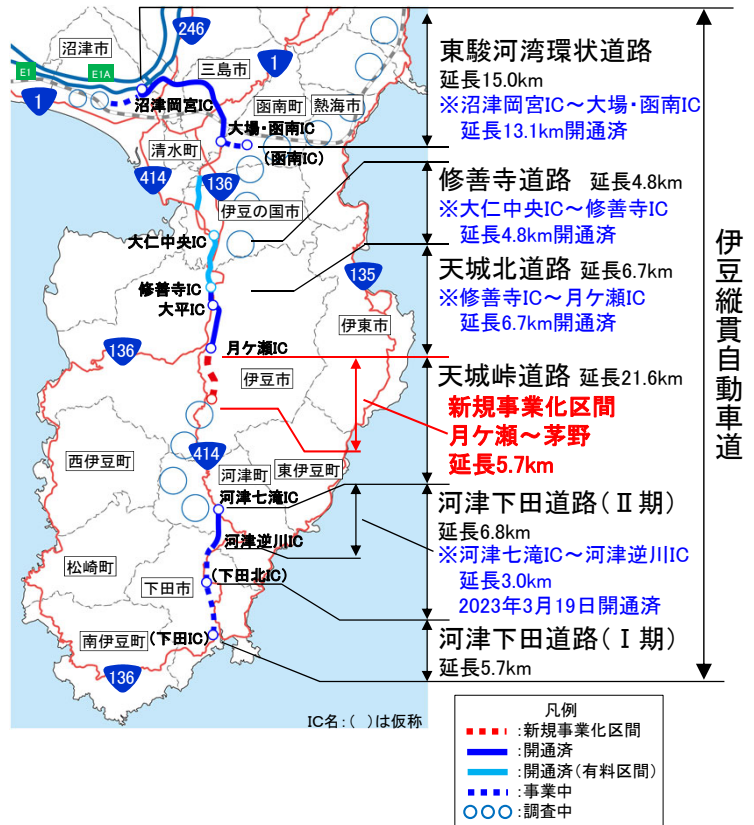 246
沼津市
E1
E1A
三島市
1
1
函南町
熱海市
沼津岡宮IC
大場・函南IC
(函南IC)
清水町
414
136
伊豆の国市
大仁中央IC
135
修善寺IC
大平IC
伊東市
136
月ケ瀬IC
伊豆市
414
西伊豆町
河津町
東伊豆町
河津七滝IC
河津逆川IC
松崎町
下田市
(下田北IC)
南伊豆町
(下田IC)
136
IC名:( )は仮称
東駿河湾環状道路
延長15.0km
※沼津岡宮IC～大場・函南IC
延長13.1km開通済
修善寺道路 延長4.8km
※大仁中央IC～修善寺IC
延長4.8km開通済
天城北道路 延長6.7km
※修善寺IC～月ケ瀬IC
延長6.7km開通済
天城峠道路 延長21.6km
新規事業化区間
月ケ瀬～茅野
延長5.7km
河津下田道路(Ⅱ期)
延長6.8km
※河津七滝IC～河津逆川IC
延長3.0km
2023年3月19日開通済
河津下田道路(Ⅰ期)
延長5.7km
伊豆縦貫自動車道
凡例
:新規事業化区間
:開通済
:開通済(有料区間)
:事業中
:調査中